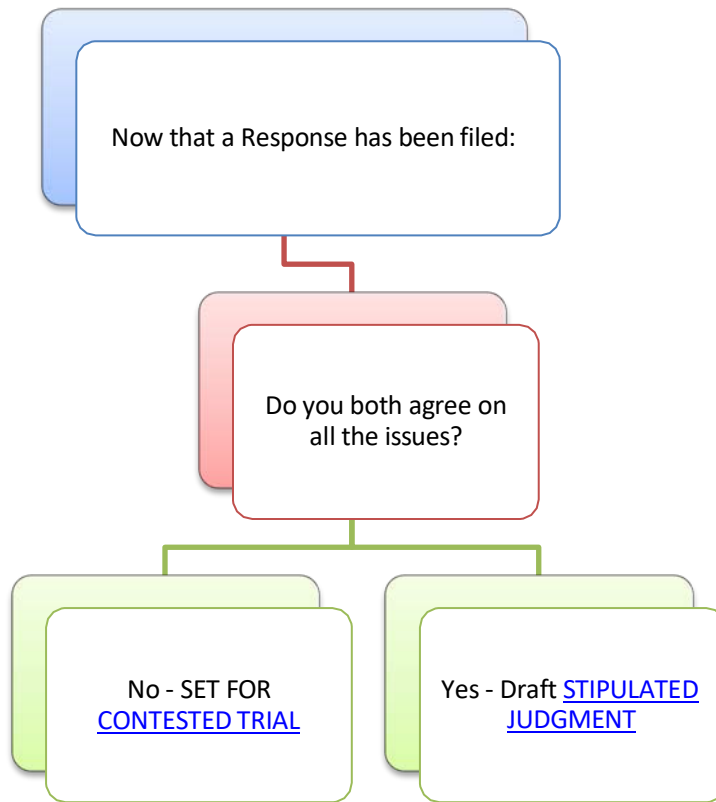 Now that a Response has been filed:
Do you both agree on
all the issues?
No - SET FOR
CONTESTED TRIAL
Yes - Draft STIPULATED
JUDGMENT